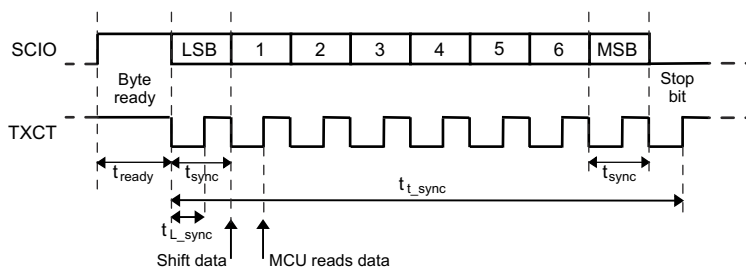 SCIO LSB 1 2 3 4 5 6 MSB
Byte ready
Stop bit
TXCT
tready tsync tsync
tt_sync
tL_sync
Shift data MCU reads data